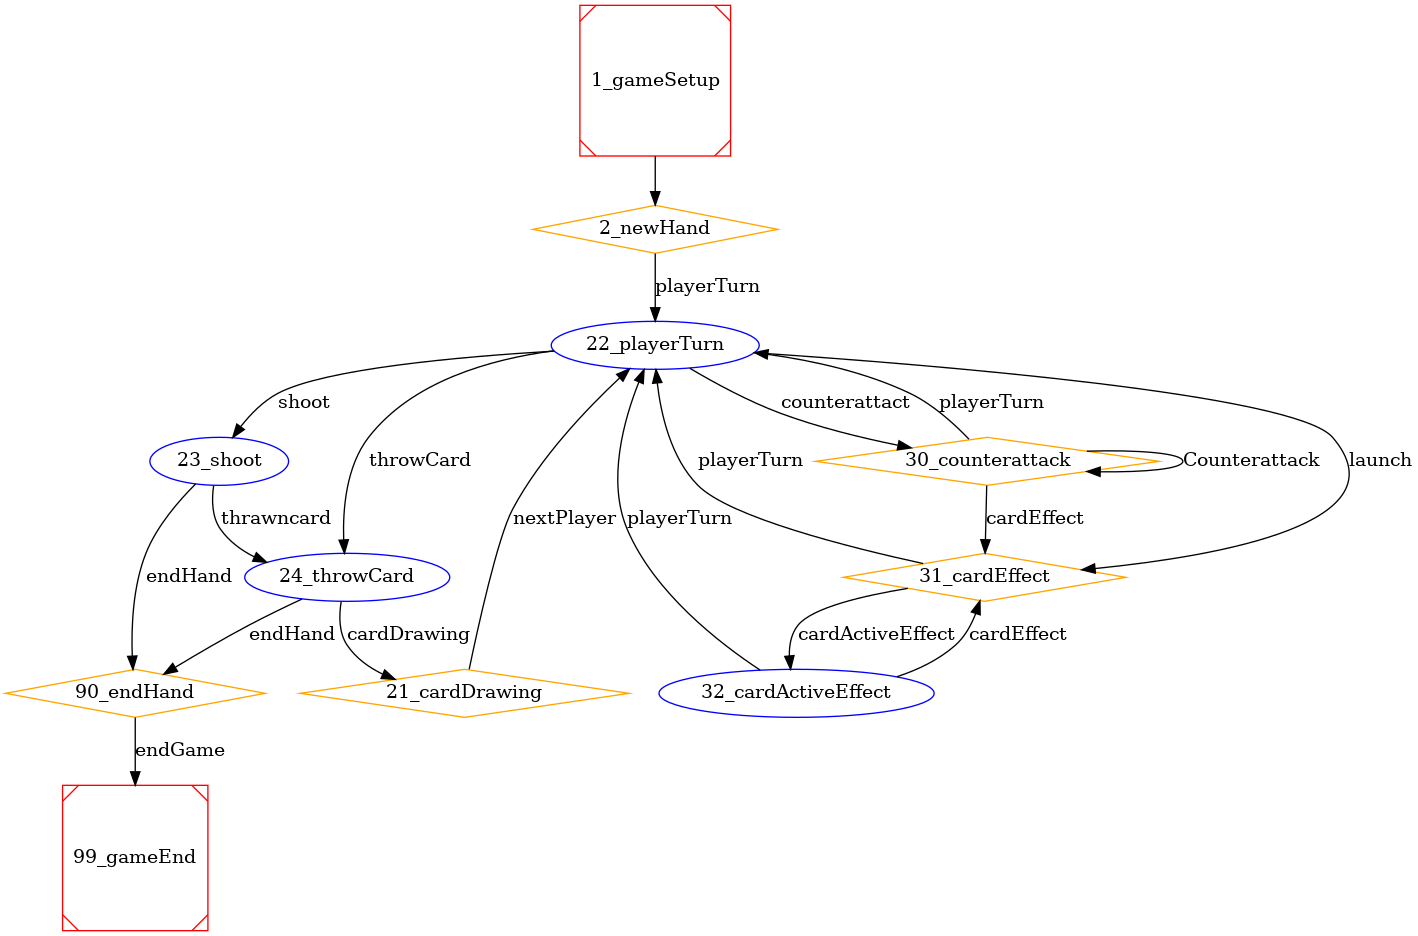 1_gameSetup
2_newHand
playerTurn
22_playerTurn
shoot
counterattact
playerTurn
throwCard
playerTurn
23_shoot
30_counterattack
Counterattack
launch
thrawncard
nextPlayer
playerTurn
cardEffect
endHand
24_throwCard
31_cardEffect
endHand
cardDrawing
cardActiveEffect
cardEffect
90_endHand
21_cardDrawing
32_cardActiveEffect
endGame
99_gameEnd